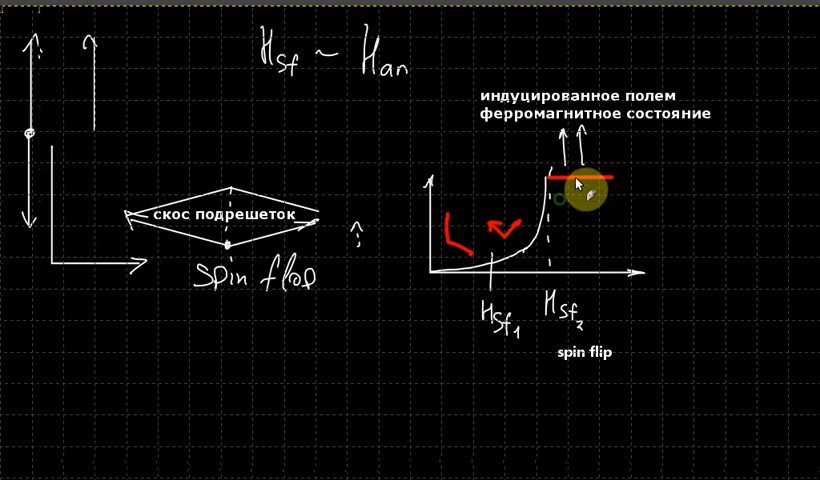 Hsf ~ Han
индуцированное полем
ферромагнитное состояние
скос подрешеток
spin flop
Hsf1
Hsf2
spin flip